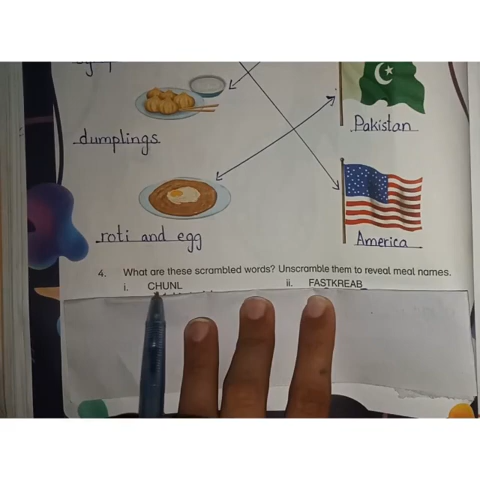 dumplings
Pakistan
roti and egg
America
4. What are these scrambled words? Unscramble them to reveal meal names.
i. CHUNL ii. FASTKREAB